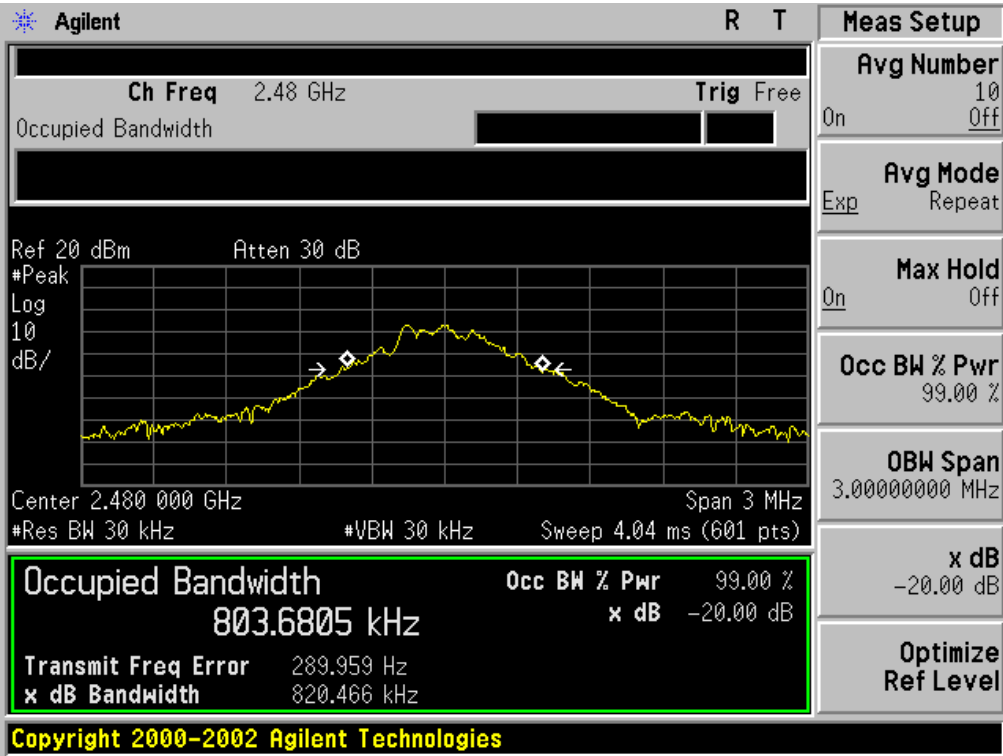 Agilent R T
Ch Freq 2.48 GHz Trig Free
Occupied Bandwidth
Ref 20 dBm Atten 30 dB
#Peak
Log
10
dB/
Center 2.480 000 GHz Span 3 MHz
#Res BW 30 kHz #VBW 30 kHz Sweep 4.04 ms (601 pts)
Occupied Bandwidth Occ BW % Pwr 99.00 %
803.6805 kHz x dB -20.00 dB
Transmit Freq Error 289.959 Hz
x dB Bandwidth 820.466 kHz
Copyright 2000-2002 Agilent Technologies
Meas Setup
Avg Number
10
On Off
Avg Mode
Exp Repeat
Max Hold
On Off
Occ BW % Pwr
99.00 %
OBW Span
3.00000000 MHz
x dB
-20.00 dB
Optimize
Ref Level